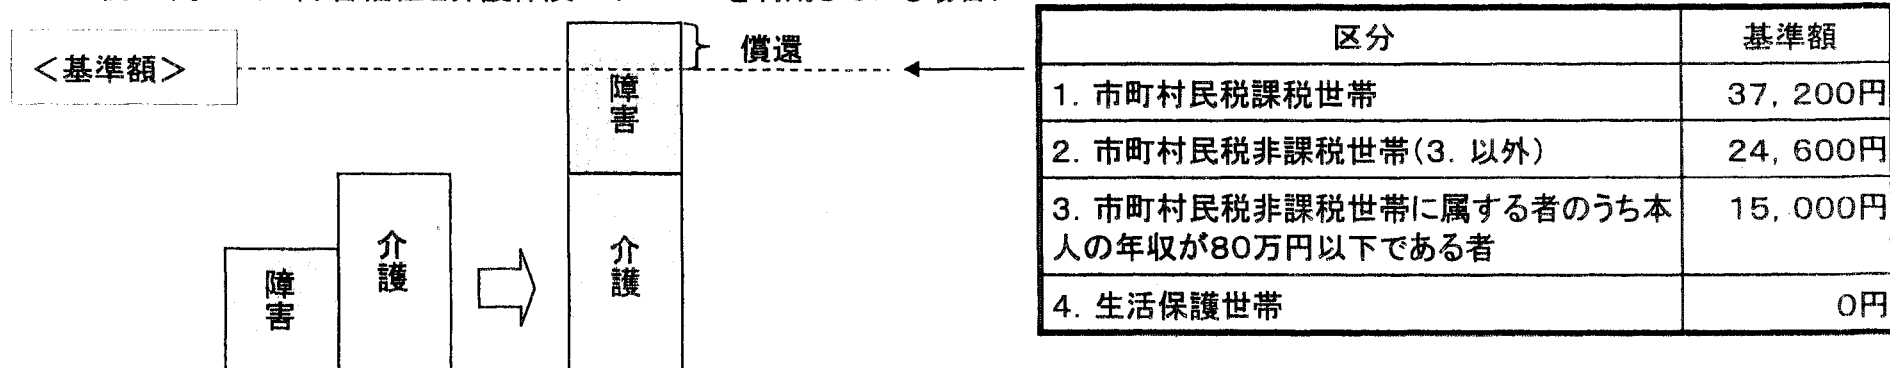 ＜基準額＞
償還
障害
介護
障害
介護
区分 基準額
1．市町村民税課税世帯 37，200円
2．市町村民税非課税世帯（3．以外） 24，600円
3．市町村民税非課税世帯に属する者のうち本 15，000円
人の年収が80万円以下である者
4．生活保護世帯 0円